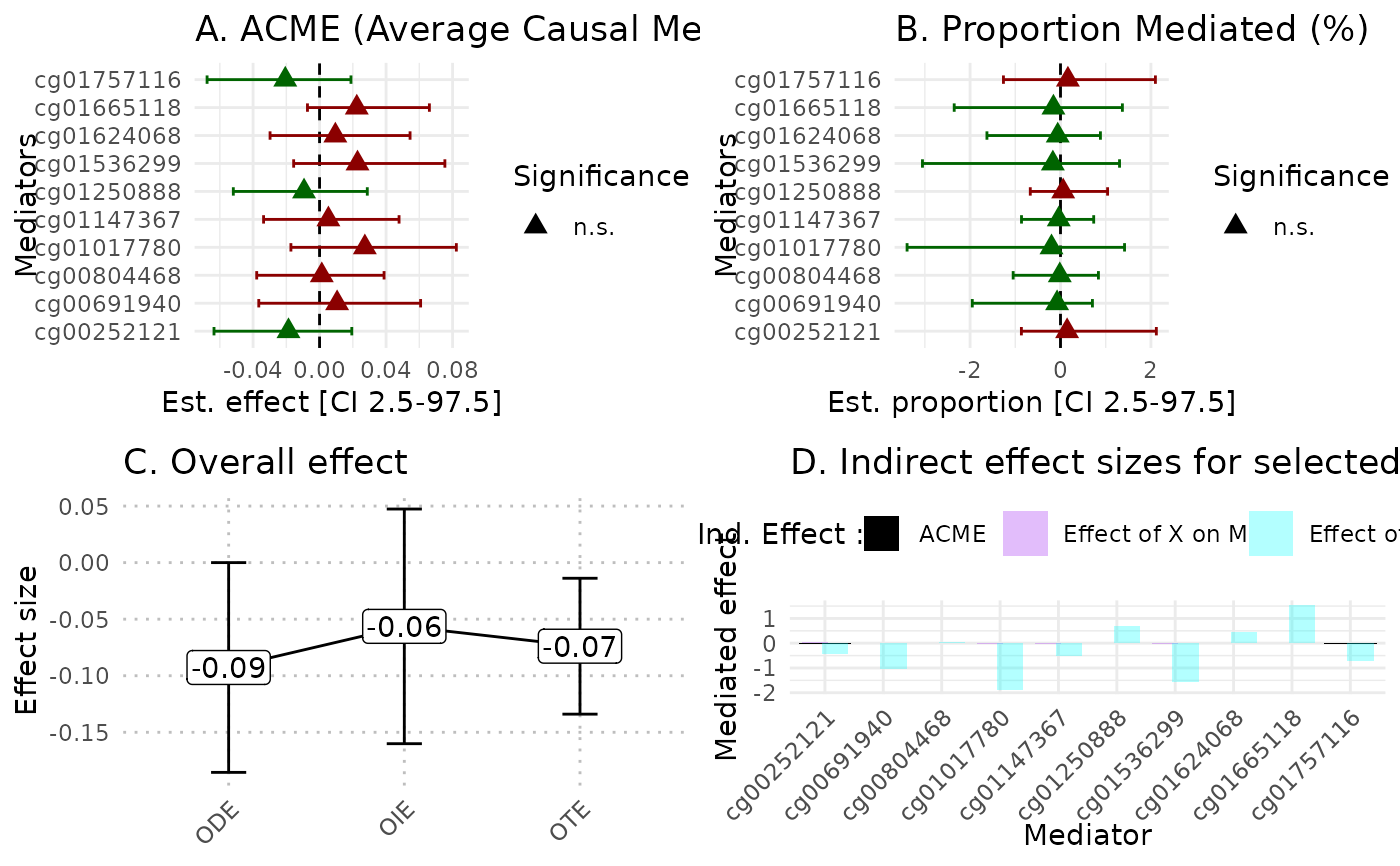 A. ACME (Average Causal Me
cg01757116
cg01665118
cg01624068
cg01536299
cg01250888
cg01147367
cg01017780
cg00804468
cg00691940
cg00252121
Mediators
-0.04 0.00 0.04 0.08
Est. effect [CI 2.5-97.5]
Significance
n.s.
B. Proportion Mediated (%)
cg01757116
cg01665118
cg01624068
cg01536299
cg01250888
cg01147367
cg01017780
cg00804468
cg00691940
cg00252121
Mediators
-2 0 2
Est. proportion [CI 2.5-97.5]
Significance
n.s.
C. Overall effect
0.05
0.00
-0.05
-0.10
-0.15
Effect size
-0.09
-0.06
-0.07
ODE
OIE
OTE
D. Indirect effect sizes for selected
Ind. Effect :
ACME
Effect of X on M
Effect of
Mediated effect
1
0
-1
-2
cg00252121
cg00691940
cg00804468
cg01017780
cg01147367
cg01250888
cg01536299
cg01624068
cg01665118
cg01757116
Mediator